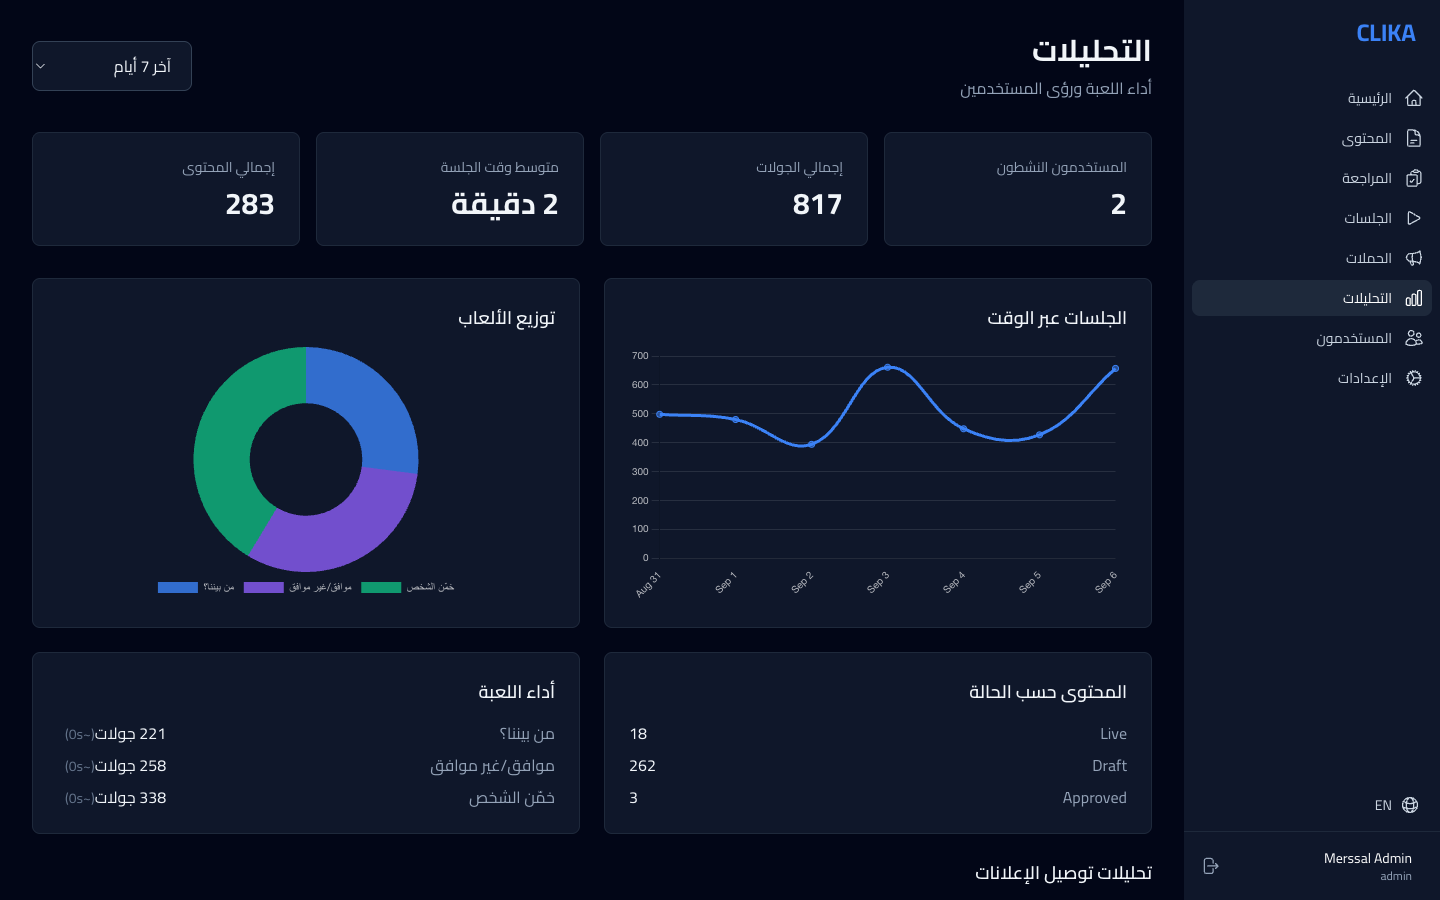 CLIKA
الرئيسية
المحتوى
المراجعة
الجلسات
الحملات
التحليلات
المستخدمون
الإعدادات
EN
Merssal Admin
admin
التحليلات
أداء اللعبة ورؤى المستخدمين
آخر 7 أيام
المستخدمون النشطون
2
إجمالي الجولات
817
متوسط وقت الجلسة
2 دقيقة
إجمالي المحتوى
283
الجلسات عبر الوقت
700
600
500
400
300
200
100
0
Aug 31
Sep 1
Sep 2
Sep 3
Sep 4
Sep 5
Sep 6
توزيع الألعاب
من بيننا؟
موافق/غير موافق
خمّن الشخص
المحتوى حسب الحالة
Live 18
Draft 262
Approved 3
أداء اللعبة
من بيننا؟ 221 جولات (~0s)
موافق/غير موافق 258 جولات (~0s)
خمّن الشخص 338 جولات (~0s)
تحليلات توصيل الإعلانات